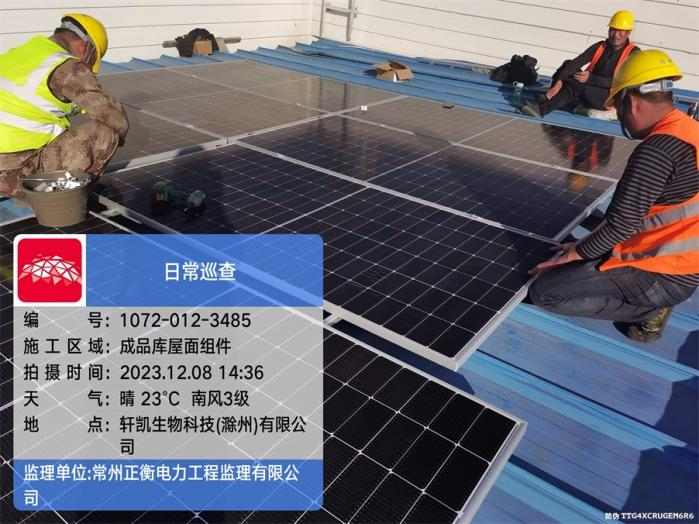 日常巡查
编号: 1072-012-3485
施工区域: 成品库屋面组件
拍摄时间: 2023.12.08 14:36
天气: 晴 23℃ 南风3级
地点: 轩凯生物科技(滁州)有限公
司
监理单位:常州正衡电力工程监理有限公
司
防伪 TTG4XCRUGEM6R6